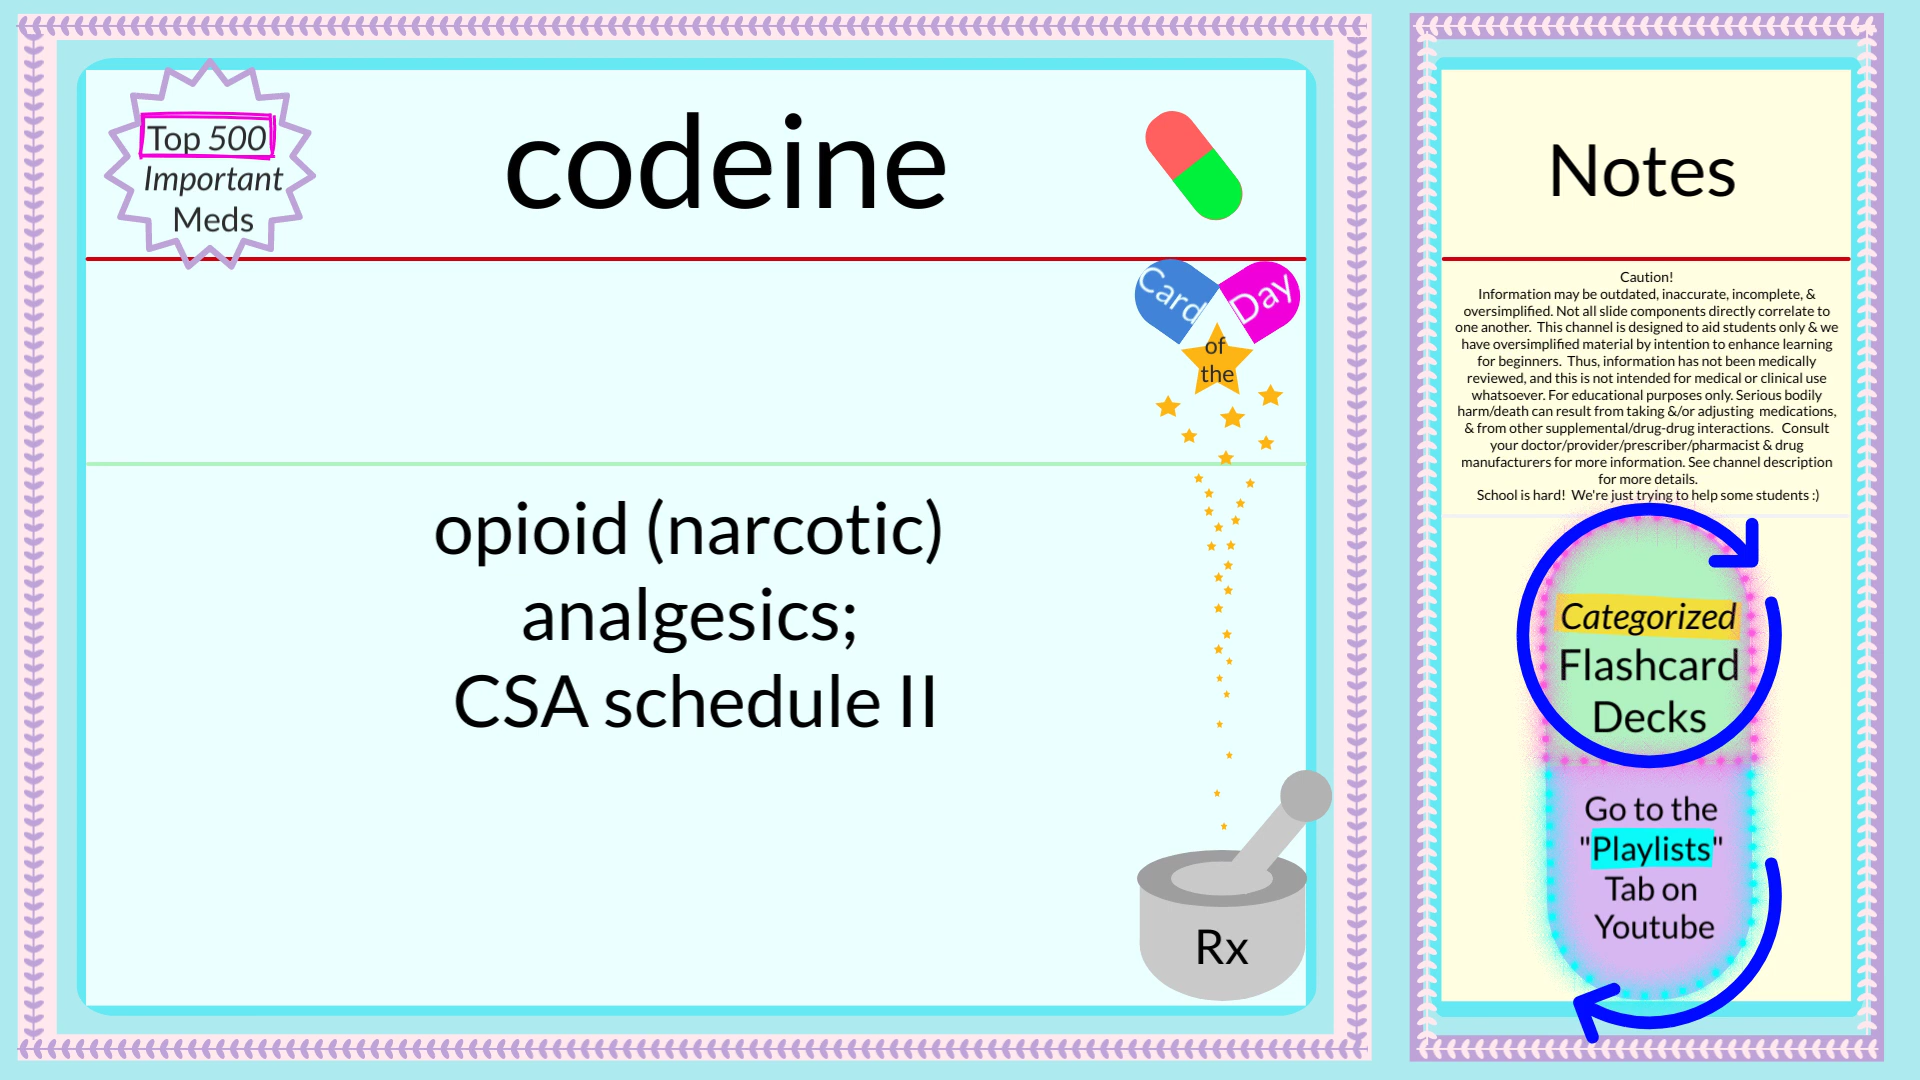 Top 500
Important
Meds
codeine
Card
Day
of
the
opioid (narcotic)
analgesics;
CSA schedule II
Rx
Notes
Caution!
Information may be outdated, inaccurate, incomplete, &
oversimplified. Not all slide components directly correlate to
one another.  This channel is designed to aid students only & we
have oversimplified material by intention to enhance learning
for beginners.  Thus, information has not been medically
reviewed, and this is not intended for medical or clinical use
whatsoever. For educational purposes only. Serious bodily
harm/death can result from taking &/or adjusting  medications,
& from other supplemental/drug-drug interactions.   Consult
your doctor/provider/prescriber/pharmacist & drug
manufacturers for more information. See channel description
for more details.
School is hard!  We're just trying to help some students :)
Categorized
Flashcard
Decks
Go to the
"Playlists"
Tab on
Youtube